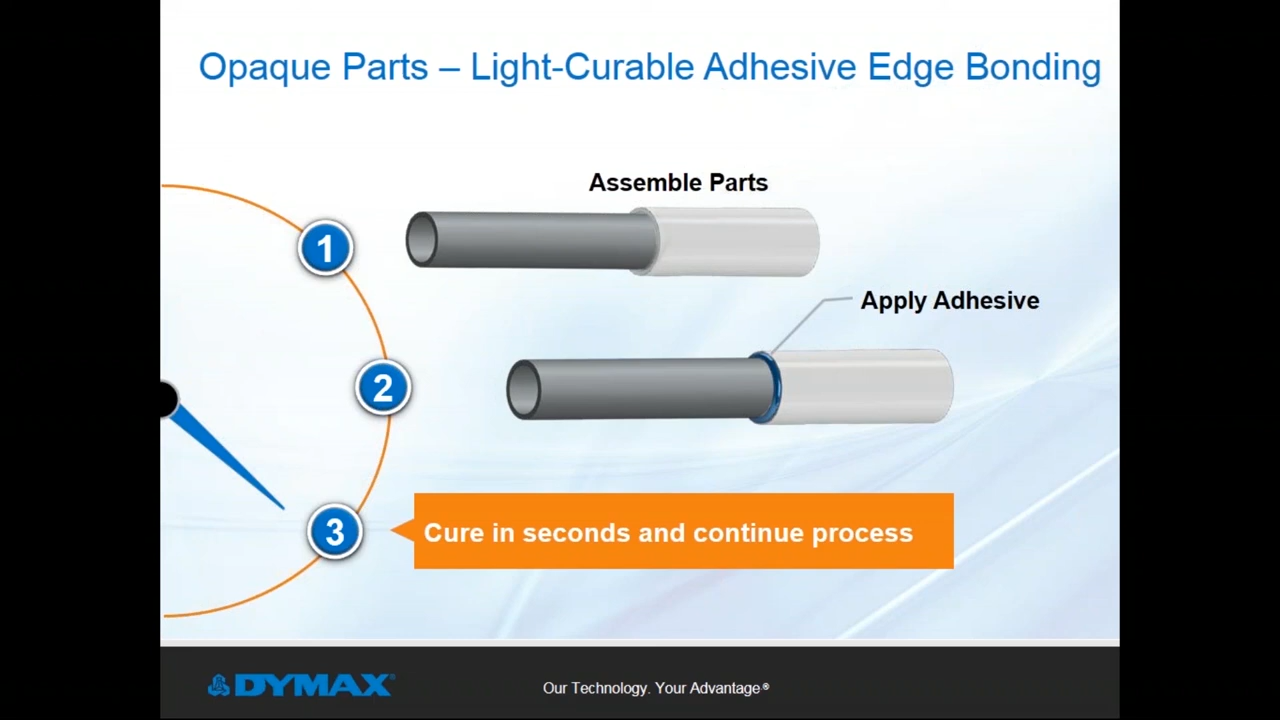 Opaque Parts – Light-Curable Adhesive Edge Bonding
Assemble Parts
1
Apply Adhesive
2
3
Cure in seconds and continue process
DYMAX®
Our Technology. Your Advantage®